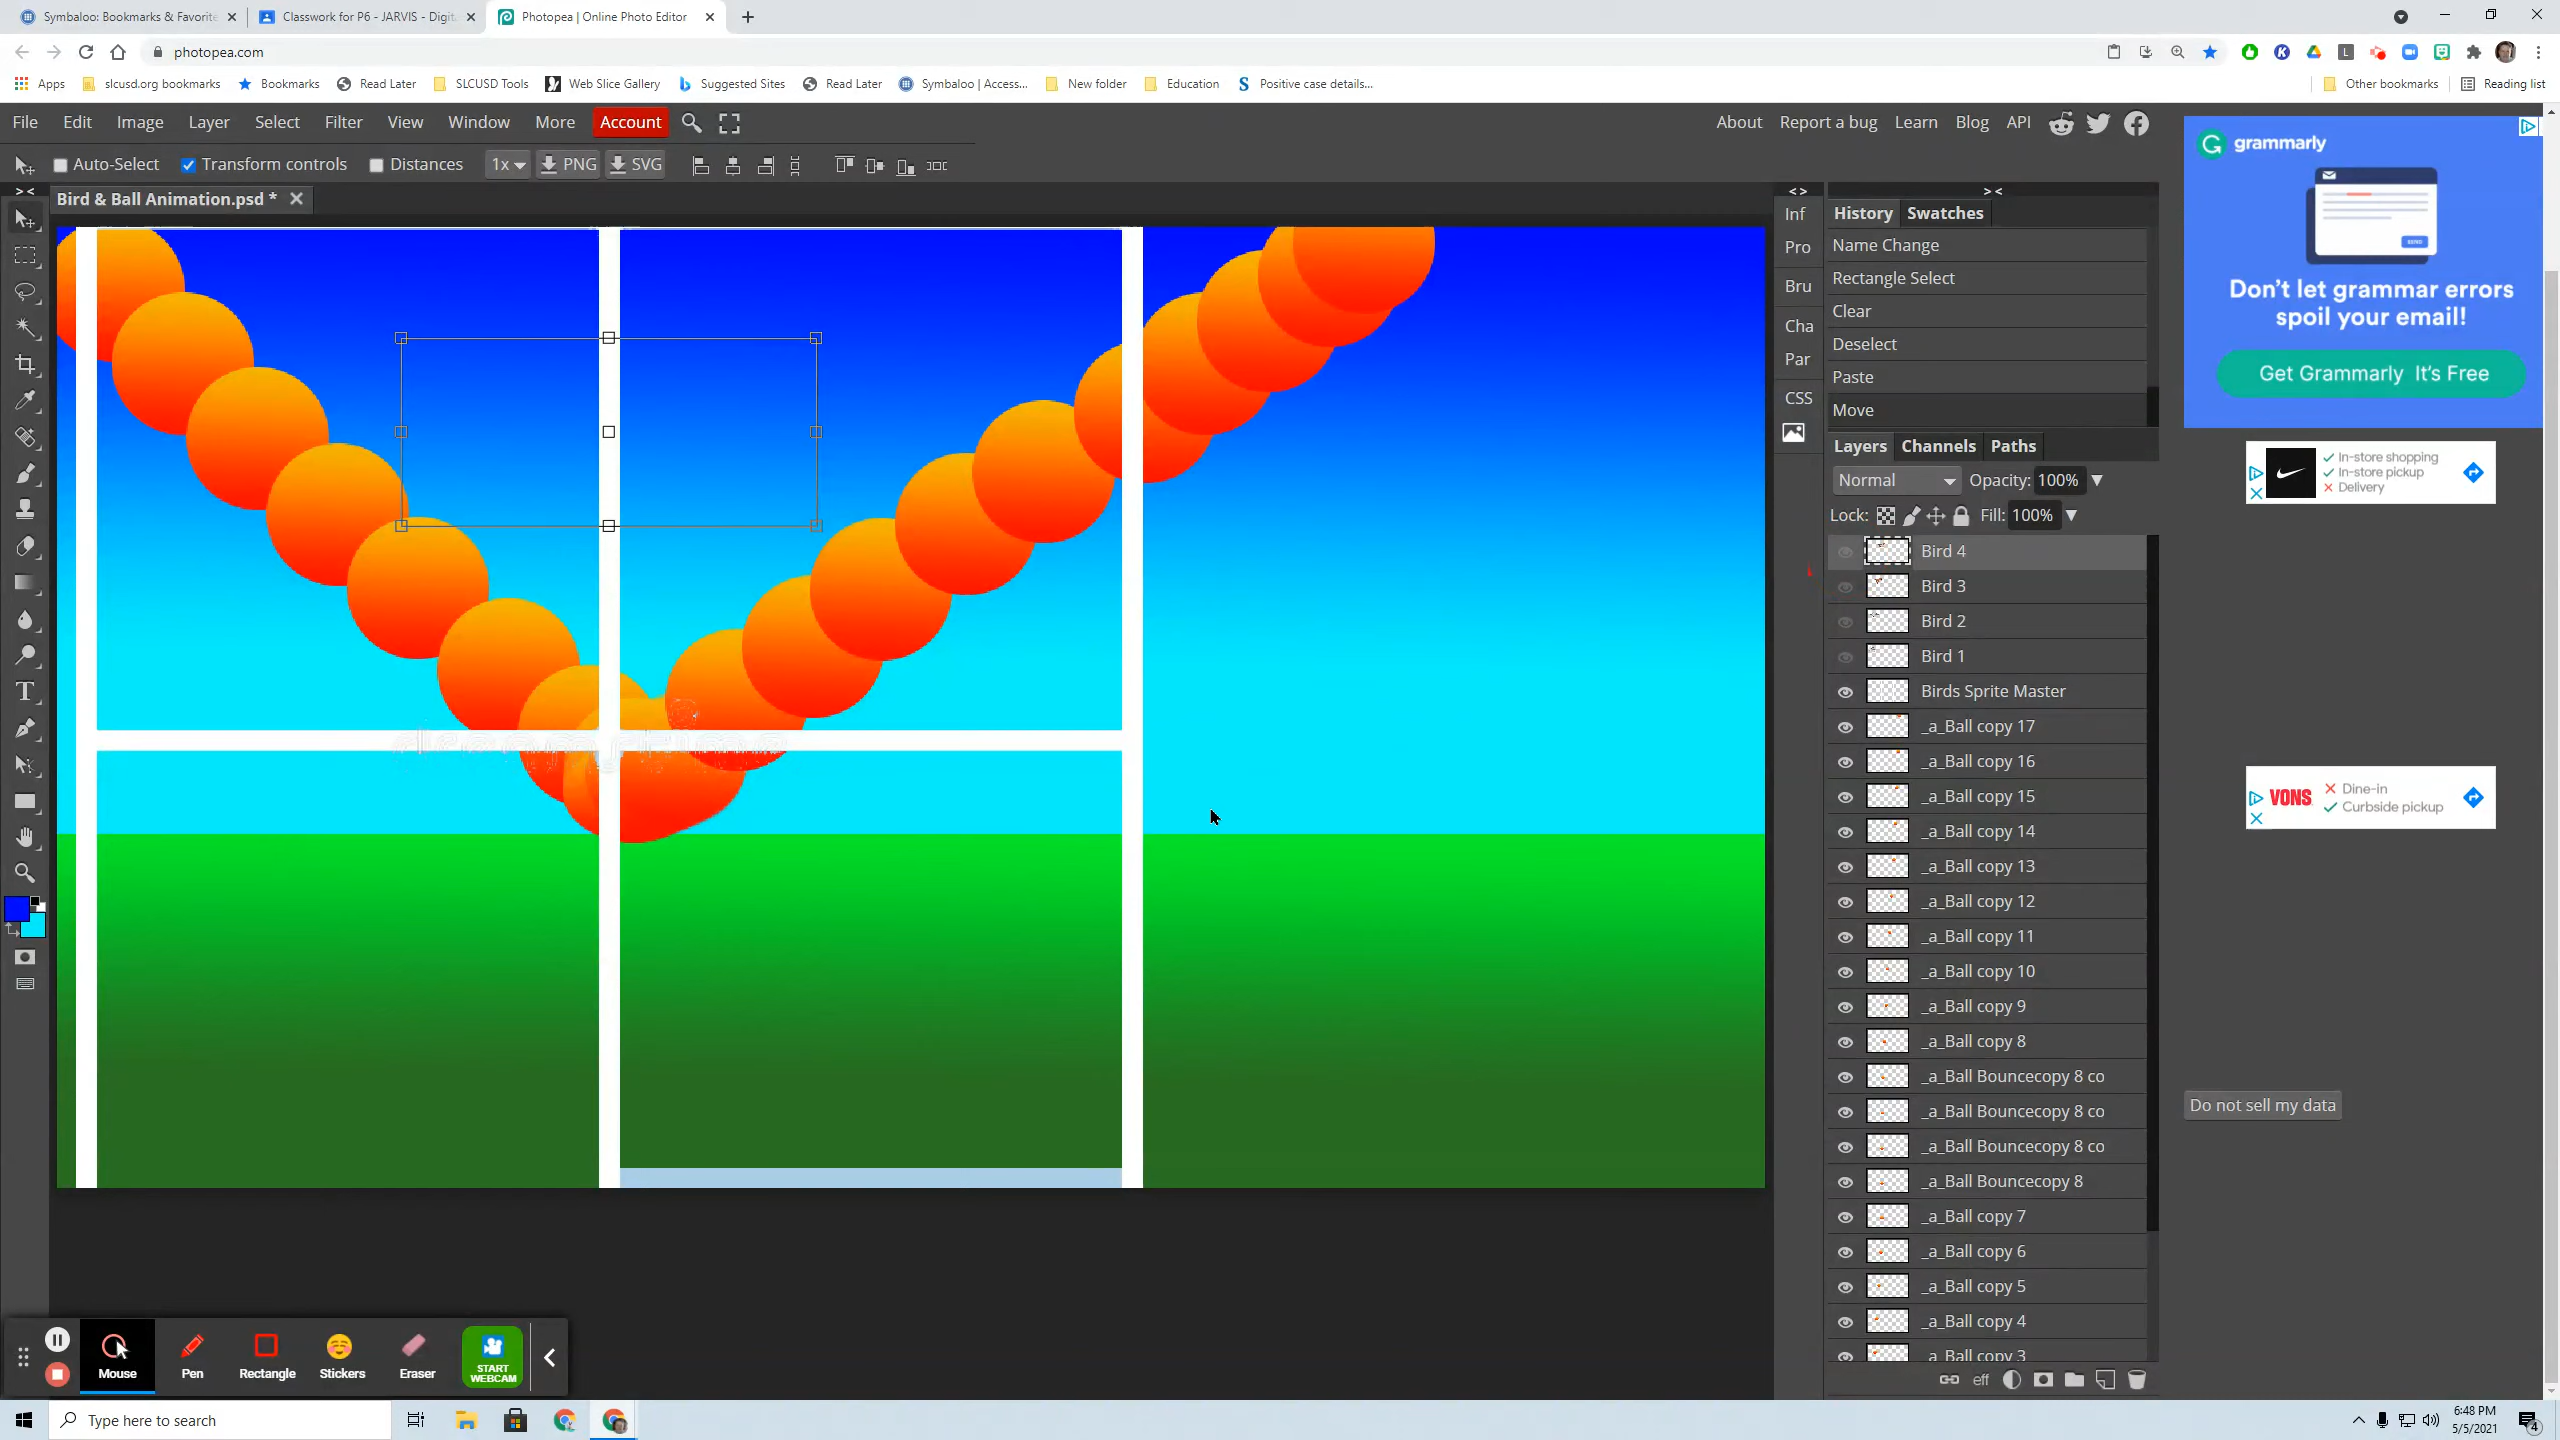 Symbaloo: Bookmarks & Favorite
Classwork for P6 - JARVIS - Digit
Photopea | Online Photo Editor
photopea.com
Apps
slcusd.org bookmarks
Bookmarks
Read Later
SLCUSD Tools
Web Slice Gallery
Suggested Sites
Read Later
Symbaloo | Access...
New folder
Education
Positive case details...
Other bookmarks
Reading list
File Edit Image Layer Select Filter View Window More Account
About Report a bug Learn Blog API
Auto-Select
Transform controls
Distances
1x
PNG
SVG
Bird & Ball Animation.psd *
Inf
Pro
Bru
Cha
Par
CSS
History Swatches
Name Change
Rectangle Select
Clear
Deselect
Paste
Move
Layers Channels Paths
Normal Opacity: 100%
Lock: Fill: 100%
Bird 4
Bird 3
Bird 2
Bird 1
Birds Sprite Master
_a_Ball copy 17
_a_Ball copy 16
_a_Ball copy 15
_a_Ball copy 14
_a_Ball copy 13
_a_Ball copy 12
_a_Ball copy 11
_a_Ball copy 10
_a_Ball copy 9
_a_Ball copy 8
_a_Ball Bouncecopy 8 co
_a_Ball Bouncecopy 8 co
_a_Ball Bouncecopy 8 co
_a_Ball Bouncecopy 8
_a_Ball copy 7
_a_Ball copy 6
_a_Ball copy 5
_a_Ball copy 4
_a_Ball copy 3
eff
grammarly
Don't let grammar errors
spoil your email!
Get Grammarly It's Free
In-store shopping
In-store pickup
Delivery
VONS
Dine-in
Curbside pickup
Do not sell my data
Mouse
Pen
Rectangle
Stickers
Eraser
START
WEBCAM
Type here to search
6:48 PM
5/5/2021
4